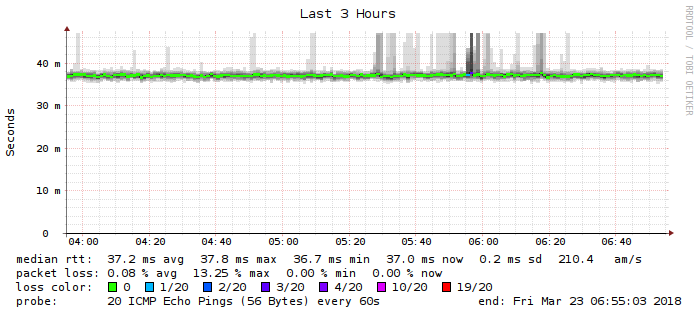 Last 3 Hours
RRDTOOL / TOBI OETIKER
Seconds
40 m
30 m
20 m
10 m
0
04:00 04:20 04:40 05:00 05:20 05:40 06:00 06:20 06:40
median rtt: 37.2 ms avg 37.8 ms max 36.7 ms min 37.0 ms now 0.2 ms sd 210.4 am/s
packet loss: 0.08 % avg 13.25 % max 0.00 % min 0.00 % now
loss color: 0 1/20 2/20 3/20 4/20 10/20 19/20
probe: 20 ICMP Echo Pings (56 Bytes) every 60s end: Fri Mar 23 06:55:03 2018